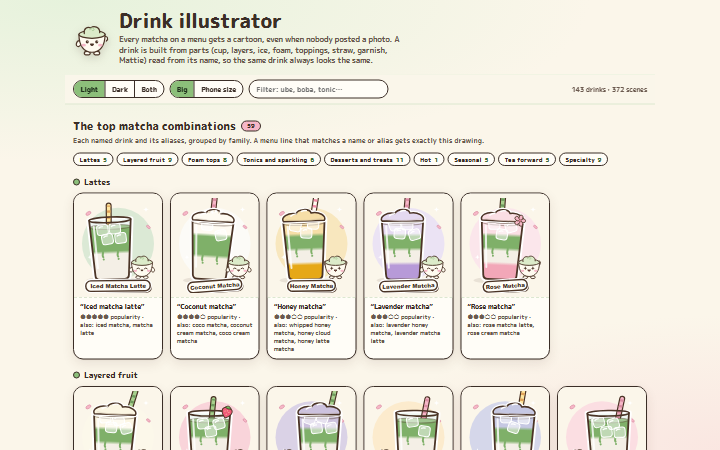 Drink illustrator
Every matcha on a menu gets a cartoon, even when nobody posted a photo. A
drink is built from parts (cup, layers, ice, foam, toppings, straw, garnish,
Mattie) read from its name, so the same drink always looks the same.
Light Dark Both Big Phone size Filter: ube, boba, tonic… 143 drinks · 372 scenes
The top matcha combinations 59
Each named drink and its aliases, grouped by family. A menu line that matches a name or alias gets exactly this drawing.
Lattes 5 Layered fruit 9 Foam tops 8 Tonics and sparkling 6 Desserts and treats 11 Hot 1 Seasonal 5 Tea forward 5 Specialty 9
Lattes
Iced Matcha Latte
Coconut Matcha
Honey Matcha
Lavender Matcha
Rose Matcha
“Iced matcha latte”
popularity ·
also: iced matcha, matcha
latte
“Coconut matcha”
popularity ·
also: coco matcha, coconut
cream matcha, coco cream
matcha
“Honey matcha”
popularity ·
also: whipped honey
matcha, honey cloud
matcha, honey latte
matcha
“Lavender matcha”
popularity ·
also: lavender honey
matcha, lavender matcha
latte
“Rose matcha”
popularity ·
also: rose matcha latte,
rose cream matcha
Layered fruit